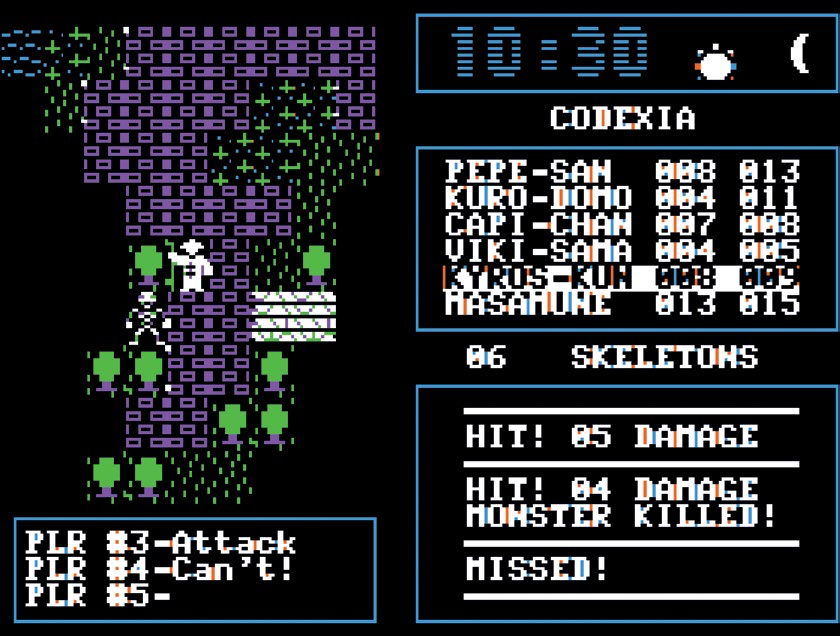 10:30
CODEXIA
PEPE-SAN 008 013
KURO-DOMO 004 011
CAPI-CHAN 007 008
VIKI-SAMA 004 005
KYROS-KUN 008 009
MASAMUNE 013 015
06 SKELETONS
HIT! 05 DAMAGE
HIT! 04 DAMAGE
MONSTER KILLED!
MISSED!
PLR #3-Attack
PLR #4-Can't!
PLR #5-